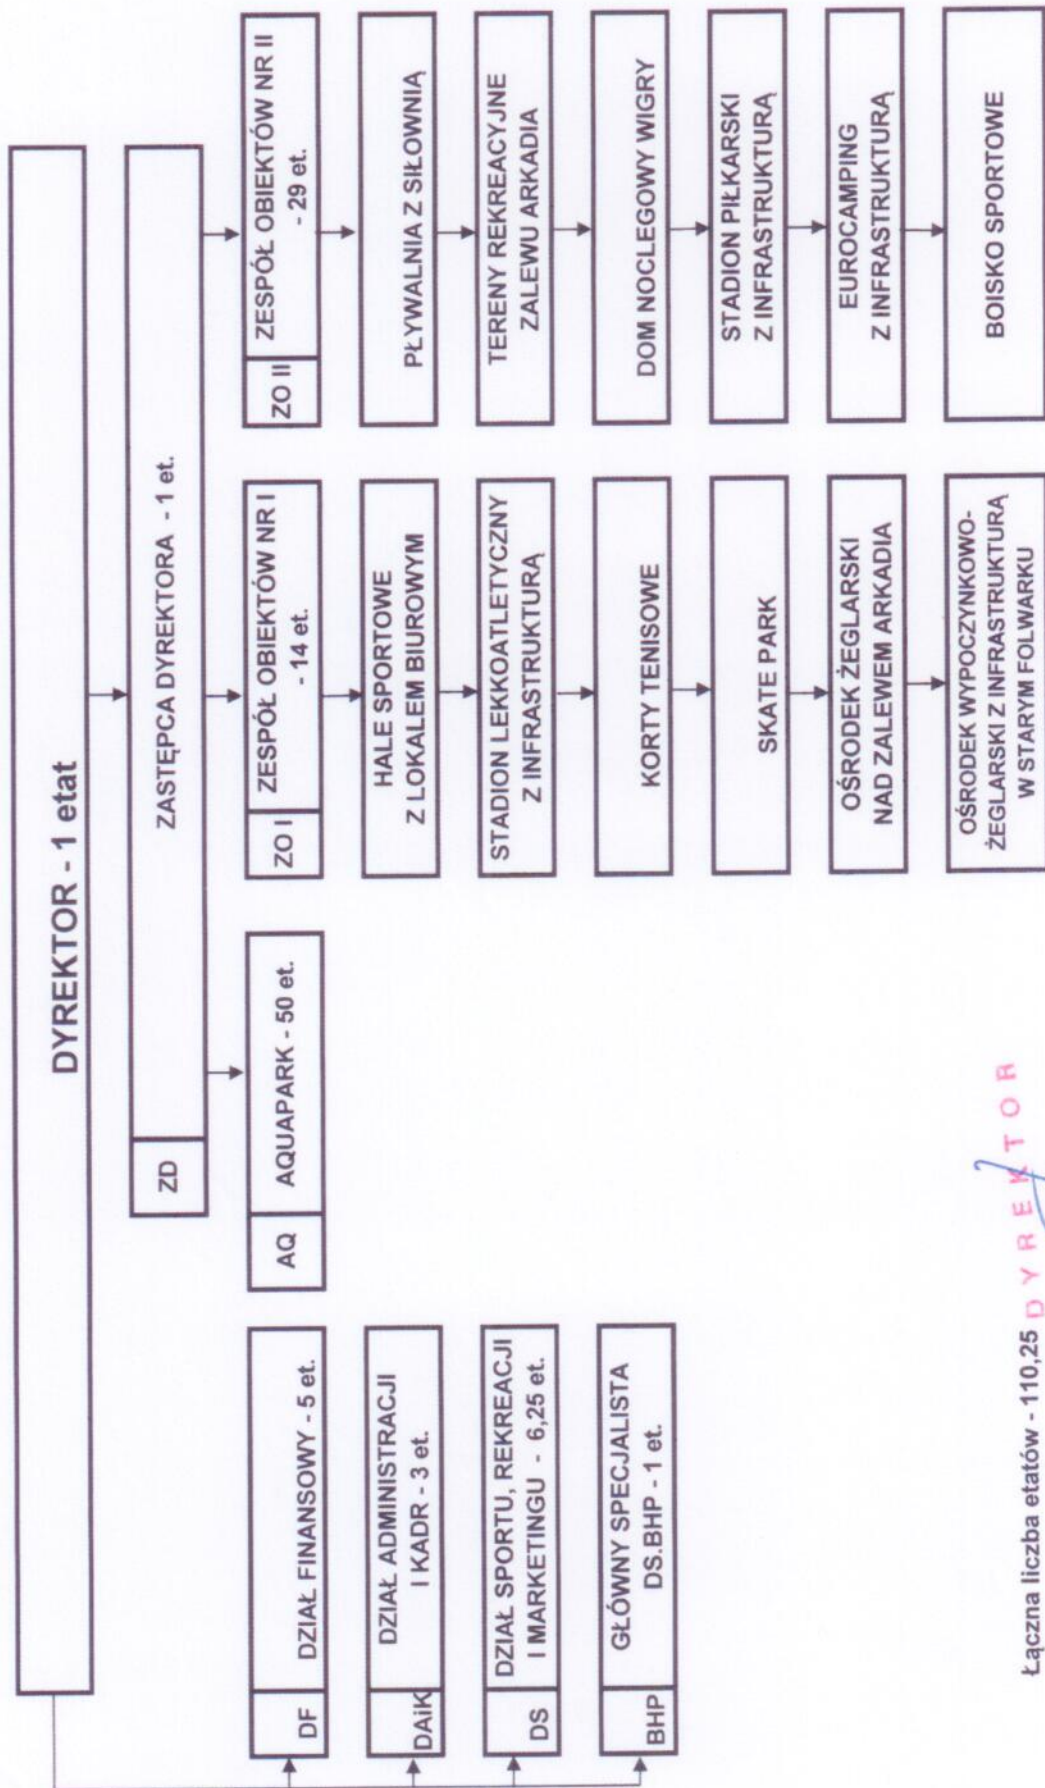 DYREKTOR - 1 etat
ZD
ZASTĘPCA DYREKTORA - 1 et.
DF
DZIAŁ FINANSOWY - 5 et.
DAiK
DZIAŁ ADMINISTRACJI
I KADR - 3 et.
DS
DZIAŁ SPORTU, REKREACJI
I MARKETINGU - 6,25 et.
BHP
GŁÓWNY SPECJALISTA
DS.BHP - 1 et.
AQ
AQUAPARK - 50 et.
ZO I
ZESPÓŁ OBIEKTÓW NR I
- 14 et.
HALE SPORTOWE
Z LOKALEM BIUROWYM
STADION LEKKOATLETYCZNY
Z INFRASTRUKTURĄ
KORTY TENISOWE
SKATE PARK
OŚRODEK ŻEGLARSKI
NAD ZALEWEM ARKADIA
OŚRODEK WYPOCZYNKOWO-
ŻEGLARSKI Z INFRASTRUKTURĄ
W STARYM FOLWARKU
ZO II
ZESPÓŁ OBIEKTÓW NR II
- 29 et.
PŁYWALNIA Z SIŁOWNIĄ
TERENY REKREACYJNE
ZALEWU ARKADIA
DOM NOCLEGOWY WIGRY
STADION PIŁKARSKI
Z INFRASTRUKTURĄ
EUROCAMPING
Z INFRASTRUKTURĄ
BOISKO SPORTOWE
Łączna liczba etatów - 110,25
DYREKTOR